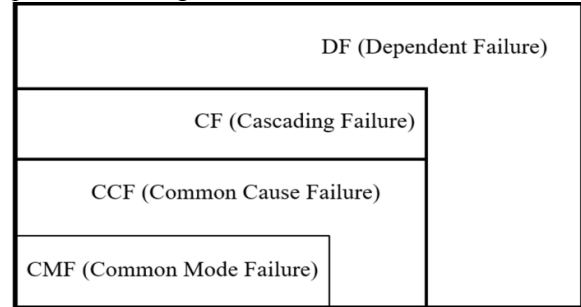 DF (Dependent Failure)
CF (Cascading Failure)
CCF (Common Cause Failure)
CMF (Common Mode Failure)